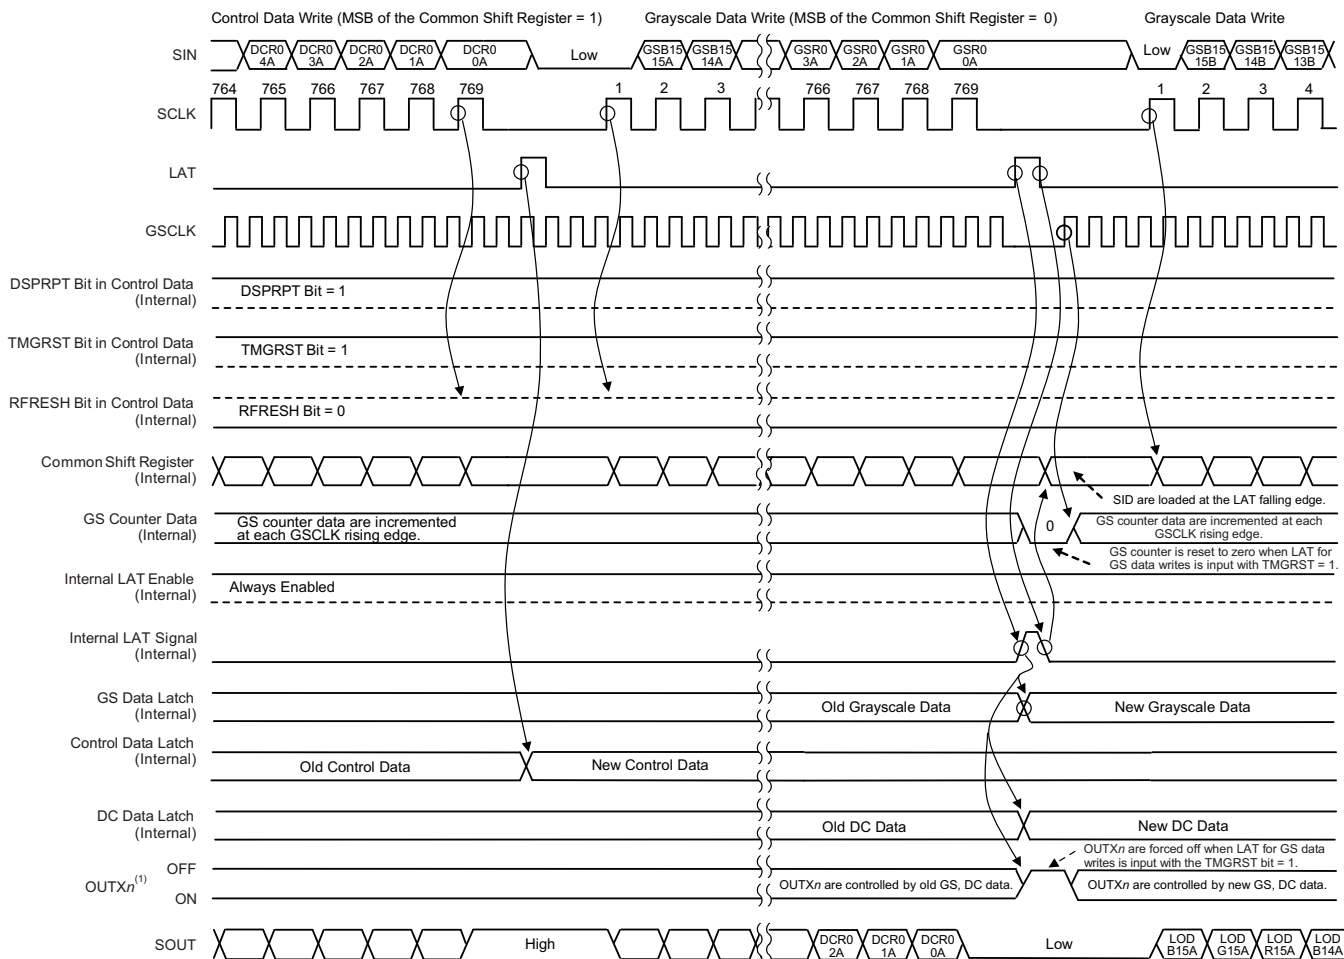 Control Data Write (MSB of the Common Shift Register = 1) Grayscale Data Write (MSB of the Common Shift Register = 0) Grayscale Data Write
SIN DCR0 4A DCR0 3A DCR0 2A DCR0 1A DCR0 0A Low GSB15 15A GSB15 14A GSR0 3A GSR0 2A GSR0 1A GSR0 0A Low GSB15 15B GSB15 14B GSB15 13B
764 765 766 767 768 769 1 2 3 766 767 768 769 1 2 3 4
SCLK
LAT
GSCLK
DSPRPT Bit in Control Data
(Internal)
DSPRPT Bit = 1
TMGRST Bit in Control Data
(Internal)
TMGRST Bit = 1
RFRESH Bit in Control Data
(Internal)
RFRESH Bit = 0
Common Shift Register
(Internal)
SID are loaded at the LAT falling edge.
GS Counter Data
(Internal)
GS counter data are incremented
at each GSCLK rising edge.
0
GS counter data are incremented at each
GSCLK rising edge.
GS counter is reset to zero when LAT for
GS data writes is input with TMGRST = 1.
Internal LAT Enable
(Internal)
Always Enabled
Internal LAT Signal
(Internal)
GS Data Latch
(Internal)
Old Grayscale Data New Grayscale Data
Control Data Latch
(Internal)
Old Control Data New Control Data
DC Data Latch
(Internal)
Old DC Data New DC Data
OUTXn are forced off when LAT for GS data
writes is input with the TMGRST bit = 1.
OFF
OUTXn(1)
ON
OUTXn are controlled by old GS, DC data. OUTXn are controlled by new GS, DC data.
SOUT High DCR0 2A DCR0 1A DCR0 0A Low LOD B15A LOD G15A LOD R15A LOD B14A